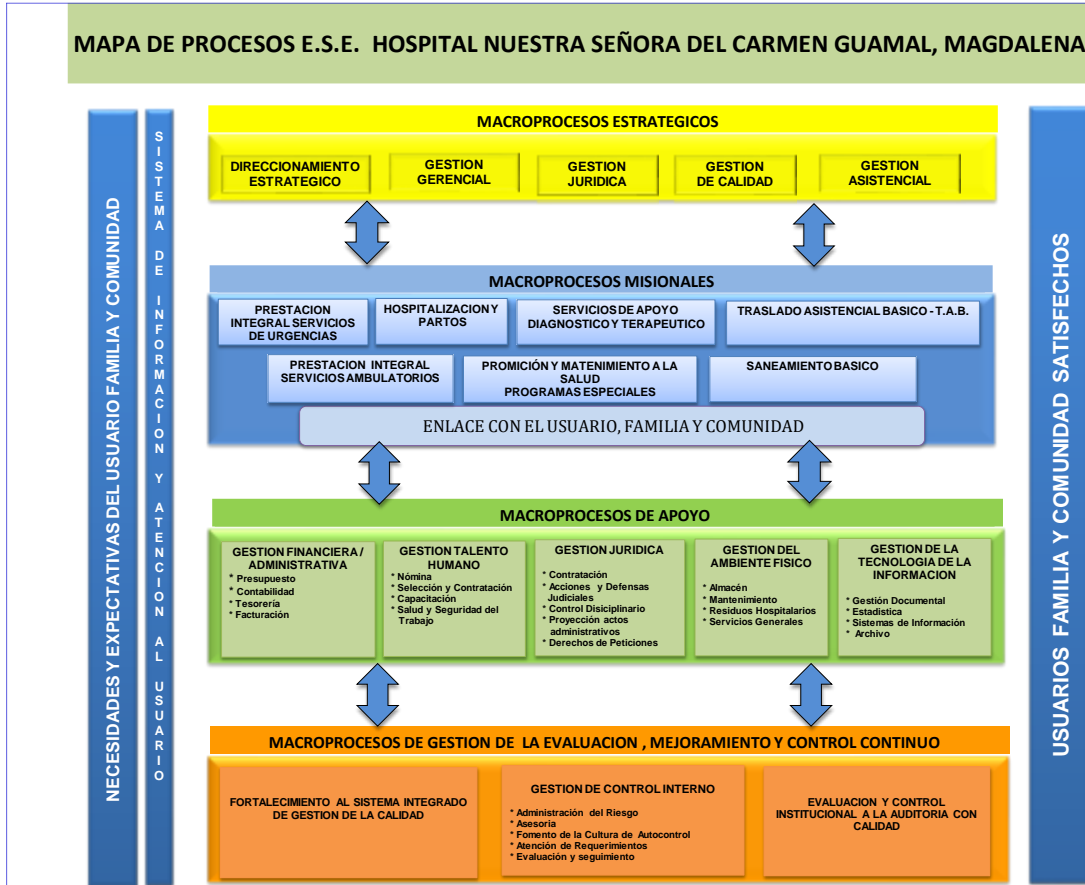 MAPA DE PROCESOS E.S.E. HOSPITAL NUESTRA SEÑORA DEL CARMEN GUAMAL, MAGDALENA
NECESIDADES Y EXPECTATIVAS DEL USUARIO FAMILIA Y COMUNIDAD
SISTEMA DE INFORMACION Y ATENCION AL USUARIO
MACROPROCESOS ESTRATEGICOS
DIRECCIONAMIENTO
ESTRATEGICO
GESTION
GERENCIAL
GESTION
JURIDICA
GESTION
DE CALIDAD
GESTION
ASISTENCIAL
MACROPROCESOS MISIONALES
PRESTACION
INTEGRAL SERVICIOS
DE URGENCIAS
HOSPITALIZACION Y
PARTOS
SERVICIOS DE APOYO
DIAGNOSTICO Y TERAPEUTICO
TRASLADO ASISTENCIAL BASICO - T.A.B.
PRESTACION INTEGRAL
SERVICIOS AMBULATORIOS
PROMICIÓN Y MATENIMIENTO A LA
SALUD
PROGRAMAS ESPECIALES
SANEAMIENTO BASICO
ENLACE CON EL USUARIO, FAMILIA Y COMUNIDAD
MACROPROCESOS DE APOYO
GESTION FINANCIERA /
ADMINISTRATIVA
* Presupuesto
* Contabilidad
* Tesorería
* Facturación
GESTION TALENTO
HUMANO
* Nómina
* Selección y Contratación
* Capacitación
* Salud y Seguridad del
Trabajo
GESTION JURIDICA
* Contratación
* Acciones y Defensas
Judiciales
* Control Disiciplinario
* Proyección actos
administrativos
* Derechos de Peticiones
GESTION DEL
AMBIENTE FISICO
* Almacén
* Mantenimiento
* Residuos Hospitalarios
* Servicios Generales
GESTION DE LA
TECNOLOGIA DE LA
INFORMACION
* Gestión Documental
* Estadistica
* Sistemas de Información
* Archivo
MACROPROCESOS DE GESTION DE LA EVALUACION , MEJORAMIENTO Y CONTROL CONTINUO
FORTALECIMIENTO AL SISTEMA INTEGRADO
DE GESTION DE LA CALIDAD
GESTION DE CONTROL INTERNO
* Administración del Riesgo
* Asesoria
* Fomento de la Cultura de Autocontrol
* Atención de Requerimientos
* Evaluación y seguimiento
EVALUACION Y CONTROL
INSTITUCIONAL A LA AUDITORIA CON
CALIDAD
USUARIOS FAMILIA Y COMUNIDAD SATISFECHOS